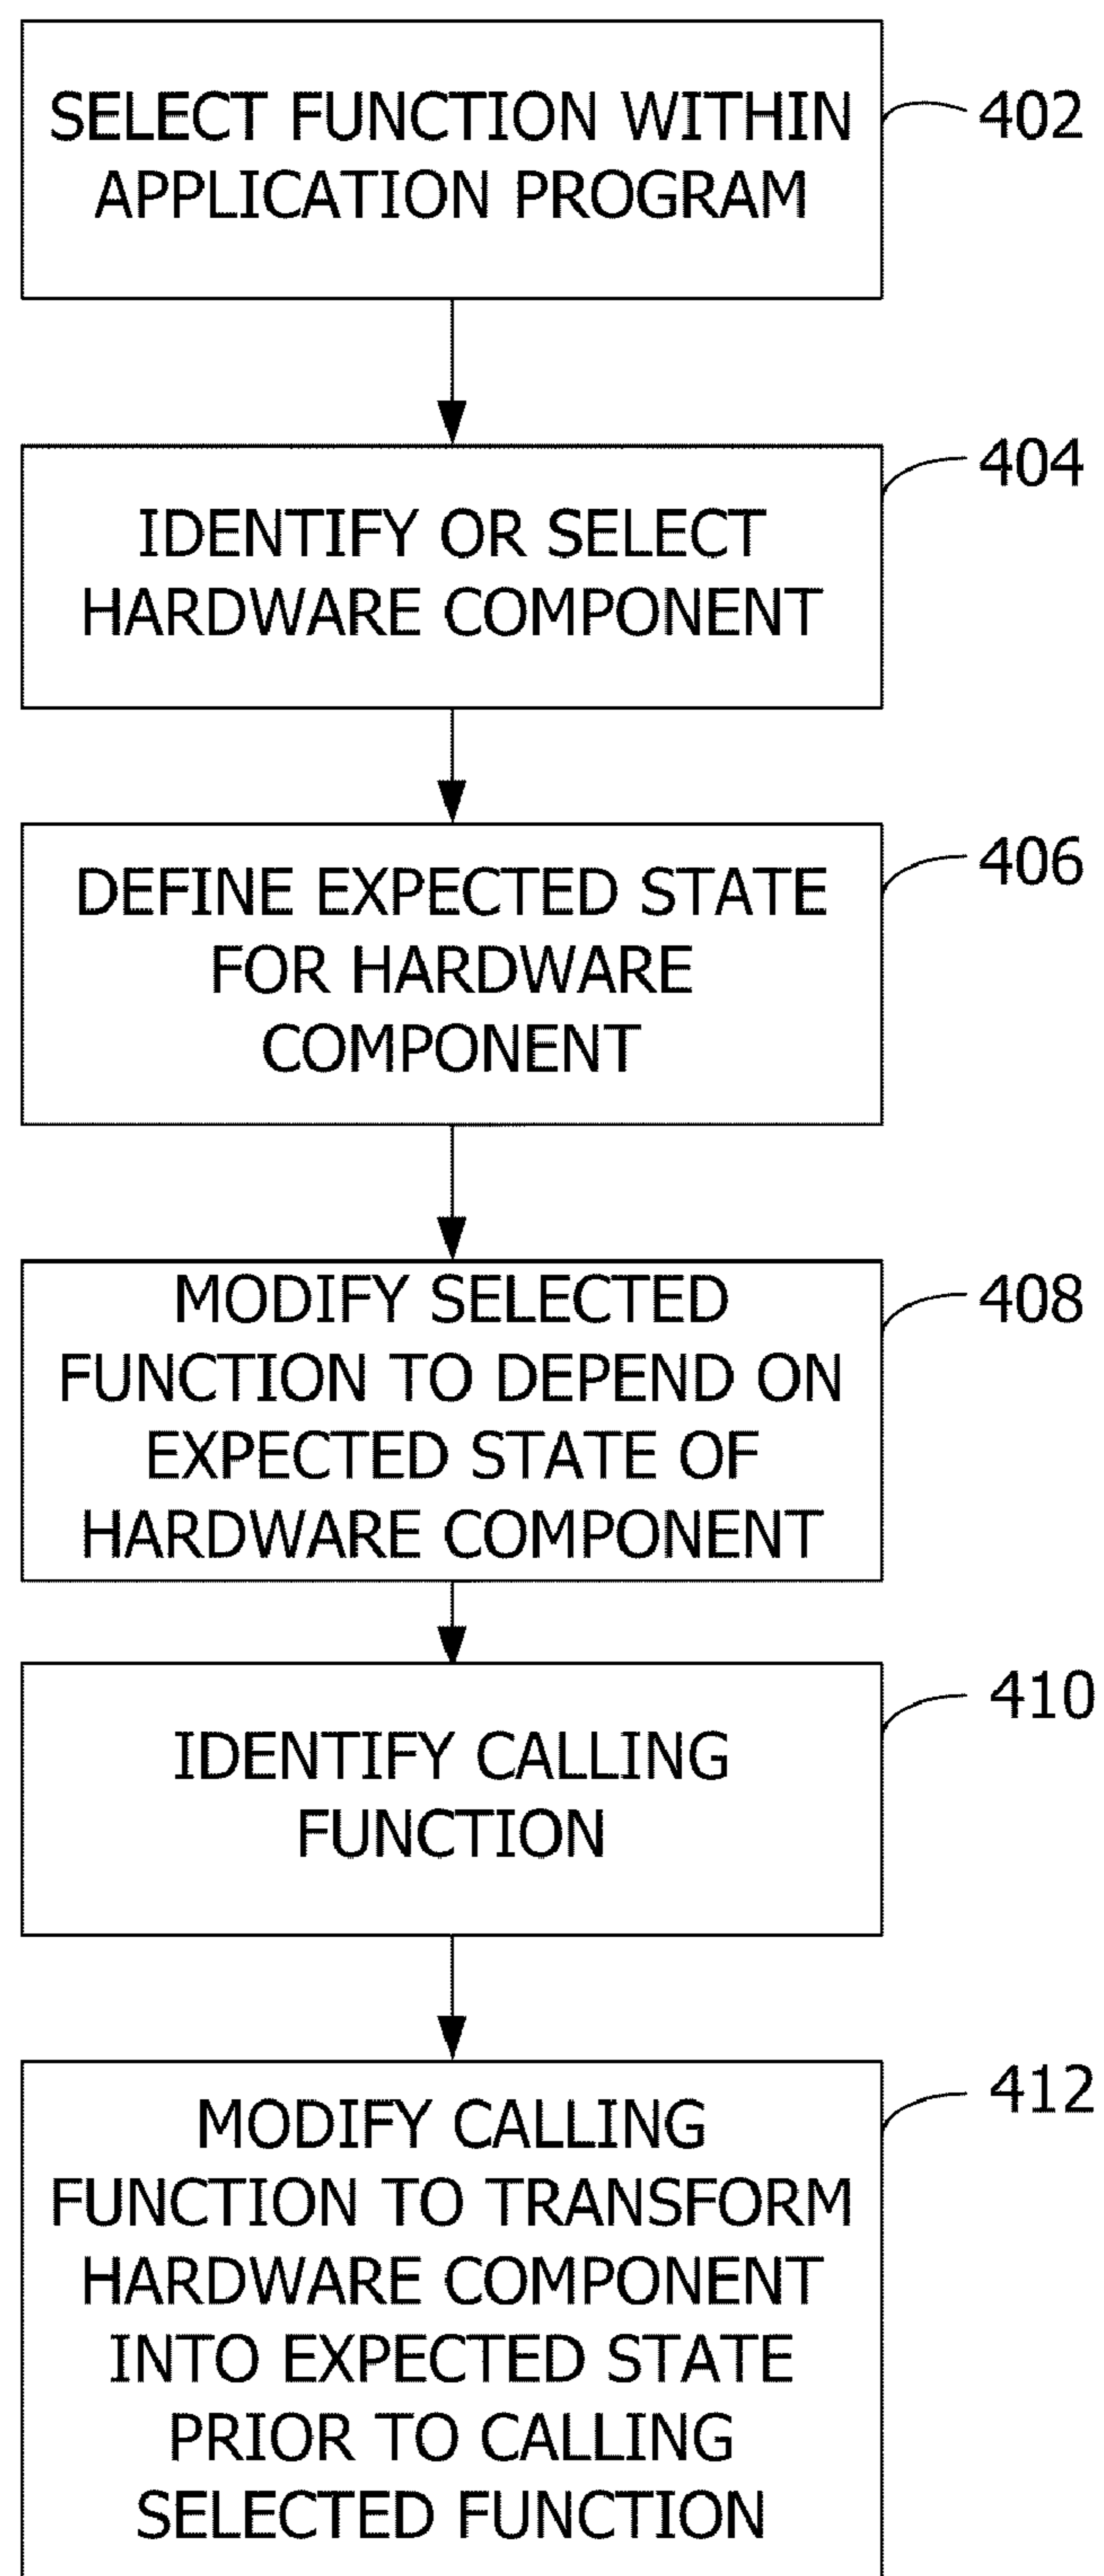 SELECT FUNCTION WITHIN
APPLICATION PROGRAM
402
IDENTIFY OR SELECT
HARDWARE COMPONENT
404
DEFINE EXPECTED STATE
FOR HARDWARE
COMPONENT
406
MODIFY SELECTED
FUNCTION TO DEPEND ON
EXPECTED STATE OF
HARDWARE COMPONENT
408
IDENTIFY CALLING
FUNCTION
410
MODIFY CALLING
FUNCTION TO TRANSFORM
HARDWARE COMPONENT
INTO EXPECTED STATE
PRIOR TO CALLING
SELECTED FUNCTION
412